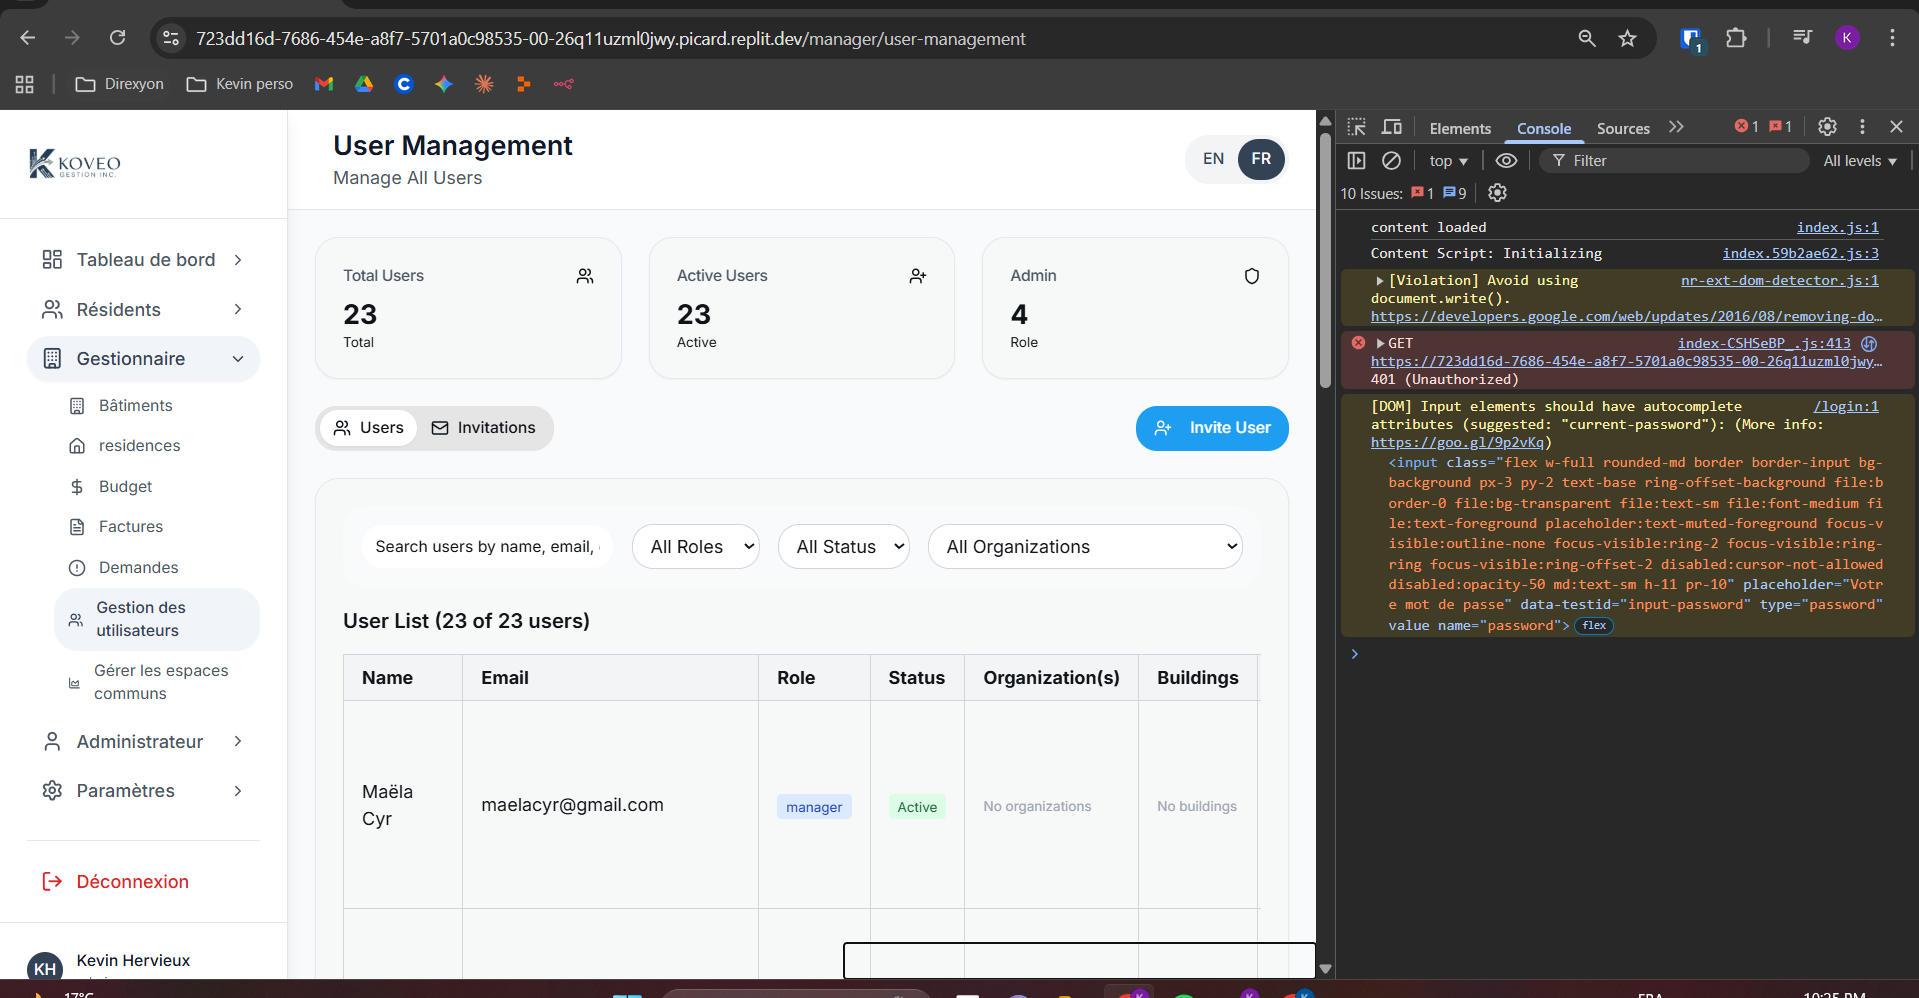 723dd16d-7686-454e-a8f7-5701a0c98535-00-26q11uzml0jwy.picard.replit.dev/manager/user-management
1
K
Direxyon
Kevin perso
KOVEO
GESTION INC.
Tableau de bord
Résidents
Gestionnaire
Bâtiments
residences
Budget
Factures
Demandes
Gestion des
utilisateurs
Gérer les espaces
communs
Administrateur
Paramètres
Déconnexion
KH
Kevin Hervieux
User Management
Manage All Users
EN
FR
Total Users
23
Total
Active Users
23
Active
Admin
4
Role
Users
Invitations
Invite User
Search users by name, email,
All Roles
All Status
All Organizations
User List (23 of 23 users)
Name
Email
Role
Status
Organization(s)
Buildings
Maëla
Cyr
maelacyr@gmail.com
manager
Active
No organizations
No buildings
Elements
Console
Sources
1
1
top
Filter
All levels
10 Issues:
1
9
content loaded
index.js:1
Content Script: Initializing
index.59b2ae62.js:3
[Violation] Avoid using
nr-ext-dom-detector.js:1
document.write().
https://developers.google.com/web/updates/2016/08/removing-do…
GET
index-CSHSeBP_.js:413
https://723dd16d-7686-454e-a8f7-5701a0c98535-00-26q11uzml0jwy…
401 (Unauthorized)
[DOM] Input elements should have autocomplete
/login:1
attributes (suggested: "current-password"): (More info:
https://goo.gl/9p2vKq)
<input class="flex w-full rounded-md border border-input bg-
background px-3 py-2 text-base ring-offset-background file:b
order-0 file:bg-transparent file:text-sm file:font-medium fi
le:text-foreground placeholder:text-muted-foreground focus-v
isible:outline-none focus-visible:ring-2 focus-visible:ring-
ring focus-visible:ring-offset-2 disabled:cursor-not-allowed
disabled:opacity-50 md:text-sm h-11 pr-10" placeholder="Votr
e mot de passe" data-testid="input-password" type="password"
value name="password">
flex
17°C
FRA
10:25 PM